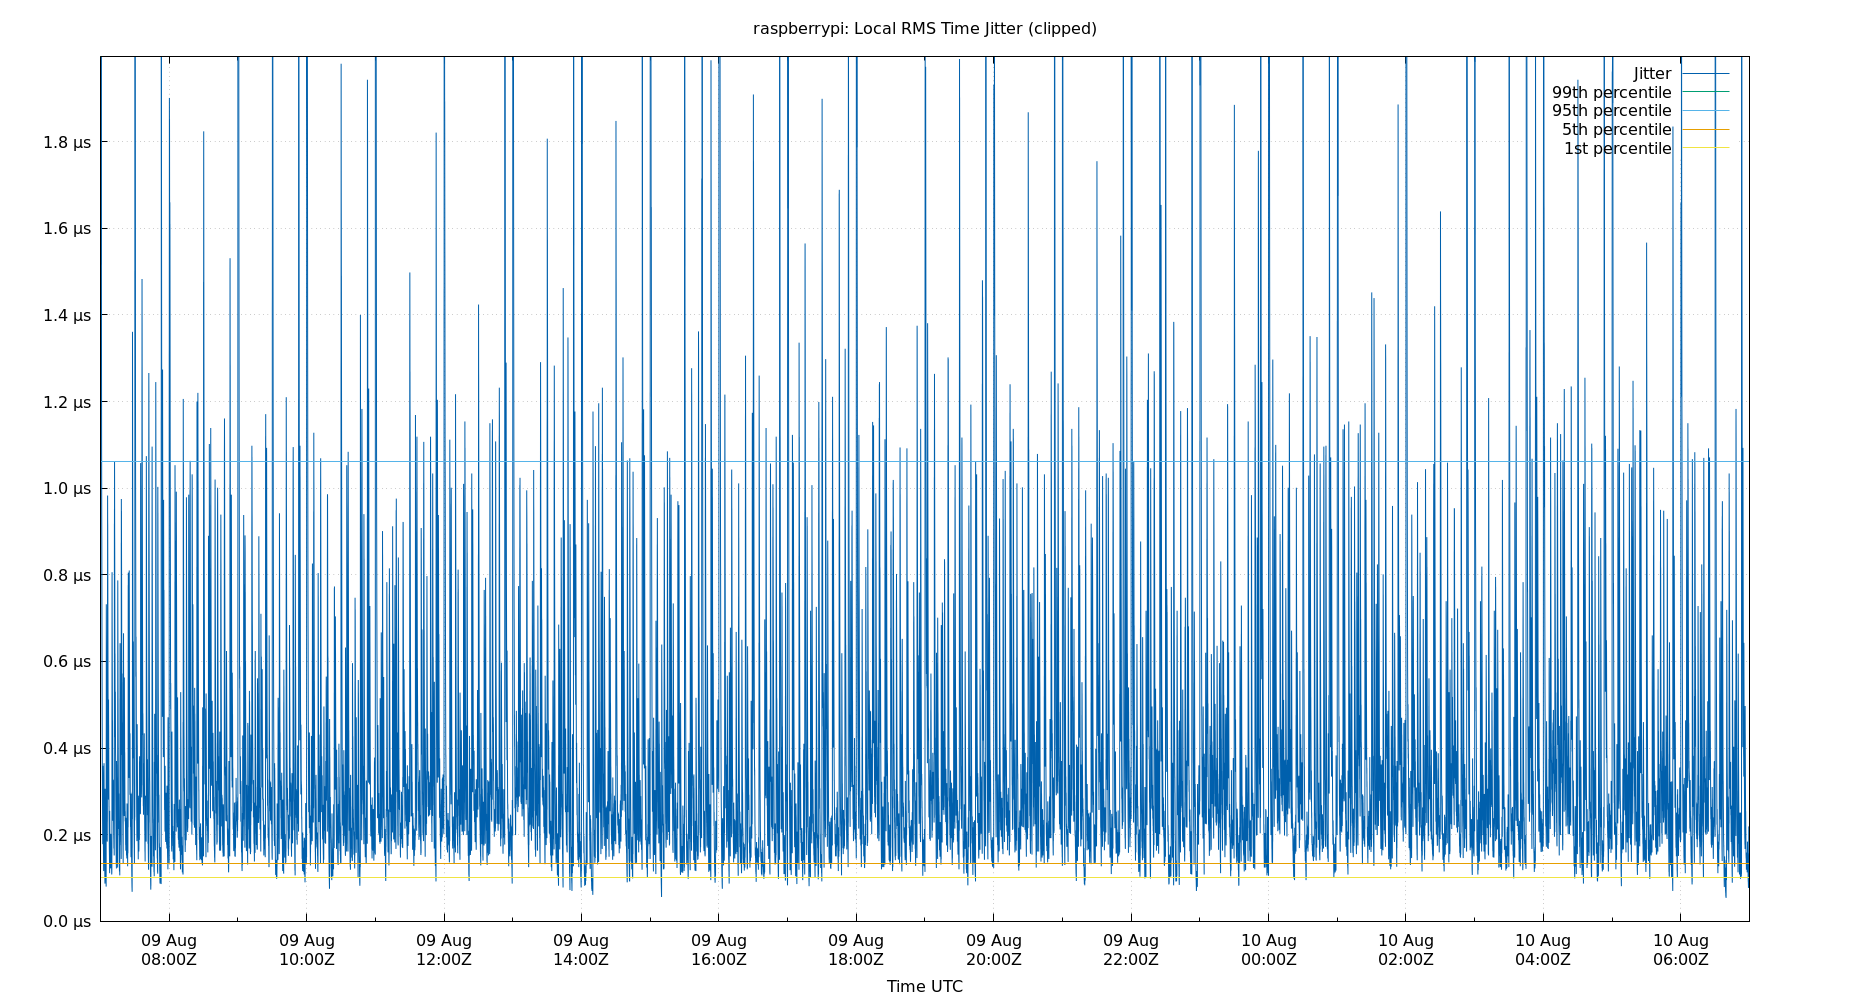 raspberrypi: Local RMS Time Jitter (clipped)
Jitter
99th percentile
95th percentile
5th percentile
1st percentile
1.8 μs
1.6 μs
1.4 μs
1.2 μs
1.0 μs
0.8 μs
0.6 μs
0.4 μs
0.2 μs
0.0 μs
09 Aug 09 Aug 09 Aug 09 Aug 09 Aug 09 Aug 09 Aug 09 Aug 10 Aug 10 Aug 10 Aug 10 Aug
08:00Z 10:00Z 12:00Z 14:00Z 16:00Z 18:00Z 20:00Z 22:00Z 00:00Z 02:00Z 04:00Z 06:00Z
Time UTC